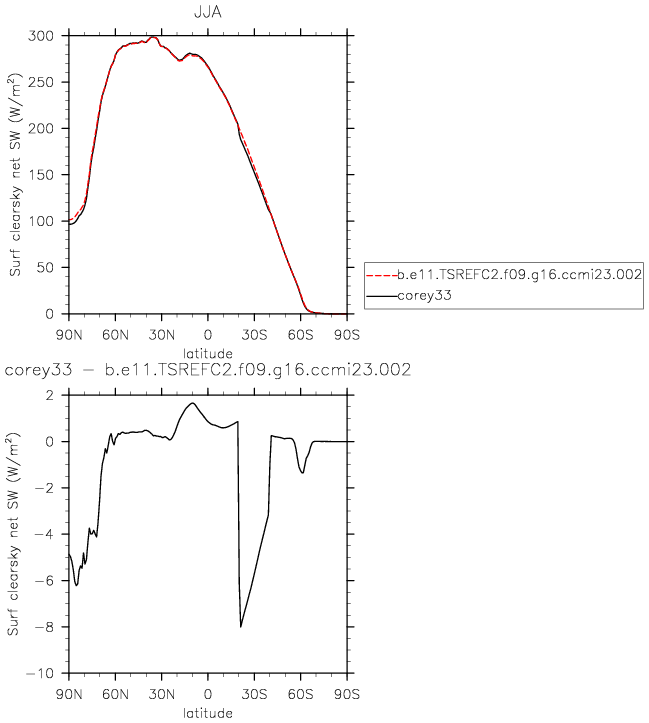 JJA
300
250
200
150
100
50
0
Surf clearsky net SW (W/m²)
90N 60N 30N 0 30S 60S 90S
latitude
b.e11.TSREFC2.f09.g16.ccmi23.002
corey33
corey33 − b.e11.TSREFC2.f09.g16.ccmi23.002
2
0
−2
−4
−6
−8
−10
Surf clearsky net SW (W/m²)
90N 60N 30N 0 30S 60S 90S
latitude